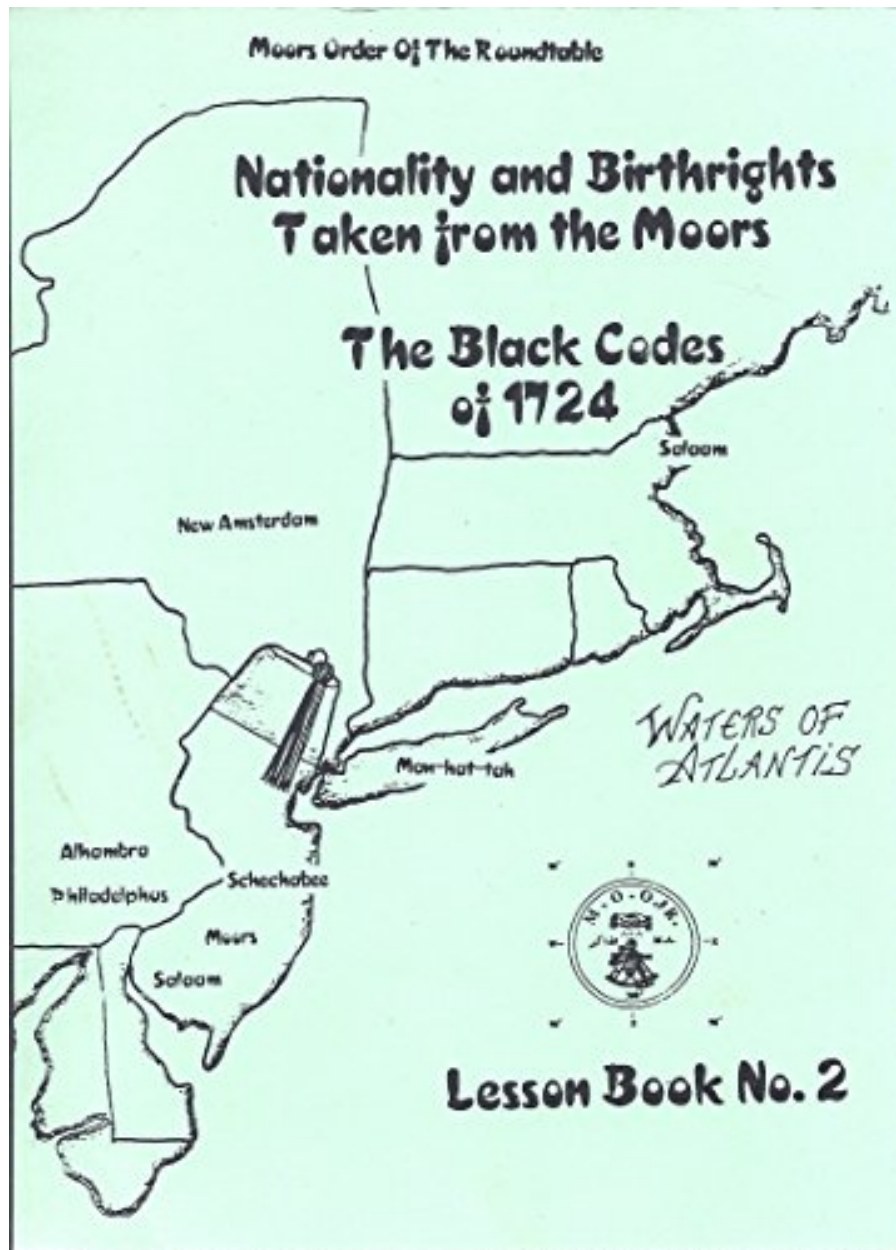 Moors Order Of The Roundtable
Nationality and Birthrights
Taken from the Moors
The Black Codes
of 1724
Salaam
New Amsterdam
WATERS OF
ATLANTIS
Man-hat-tah
Alhambra
Philadelphus
Schechabee
Moors
Salaam
M·O·O·
N
S
Lesson Book No. 2